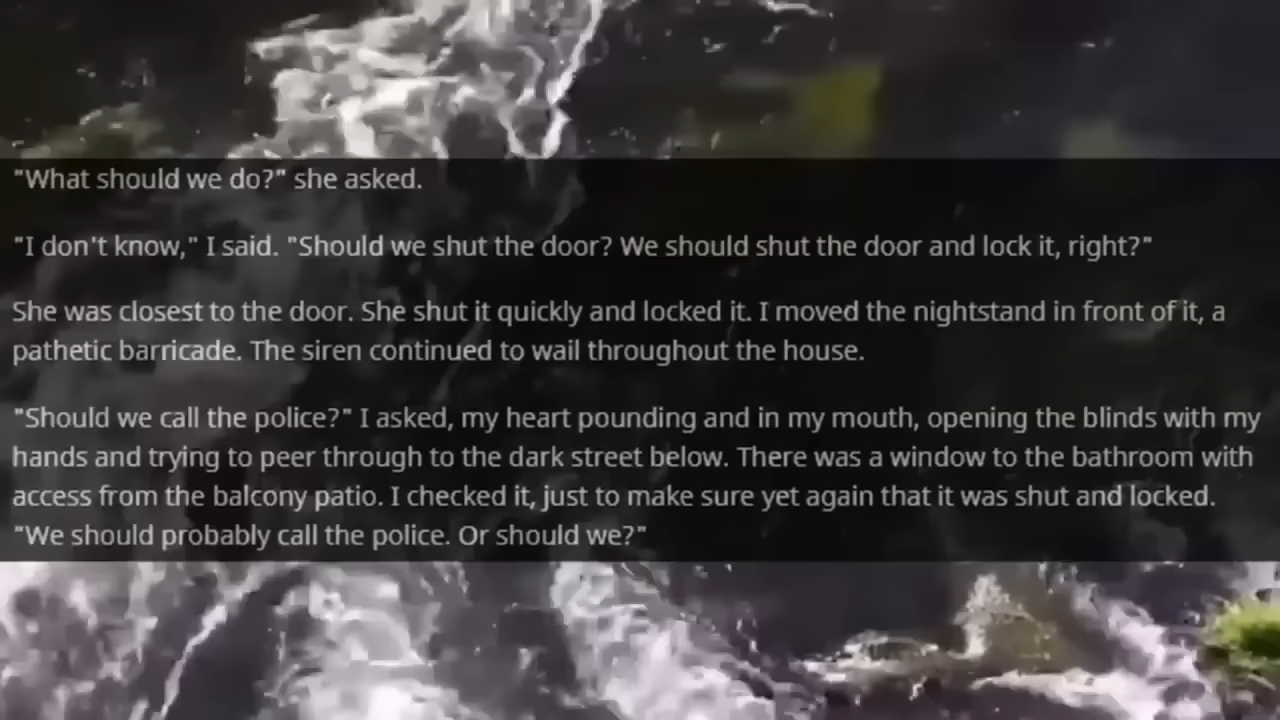 "What should we do?" she asked.
"I don't know," I said. "Should we shut the door? We should shut the door and lock it, right?"
She was closest to the door. She shut it quickly and locked it. I moved the nightstand in front of it, a
pathetic barricade. The siren continued to wail throughout the house.
"Should we call the police?" I asked, my heart pounding and in my mouth, opening the blinds with my
hands and trying to peer through to the dark street below. There was a window to the bathroom with
access from the balcony patio. I checked it, just to make sure yet again that it was shut and locked.
"We should probably call the police. Or should we?"